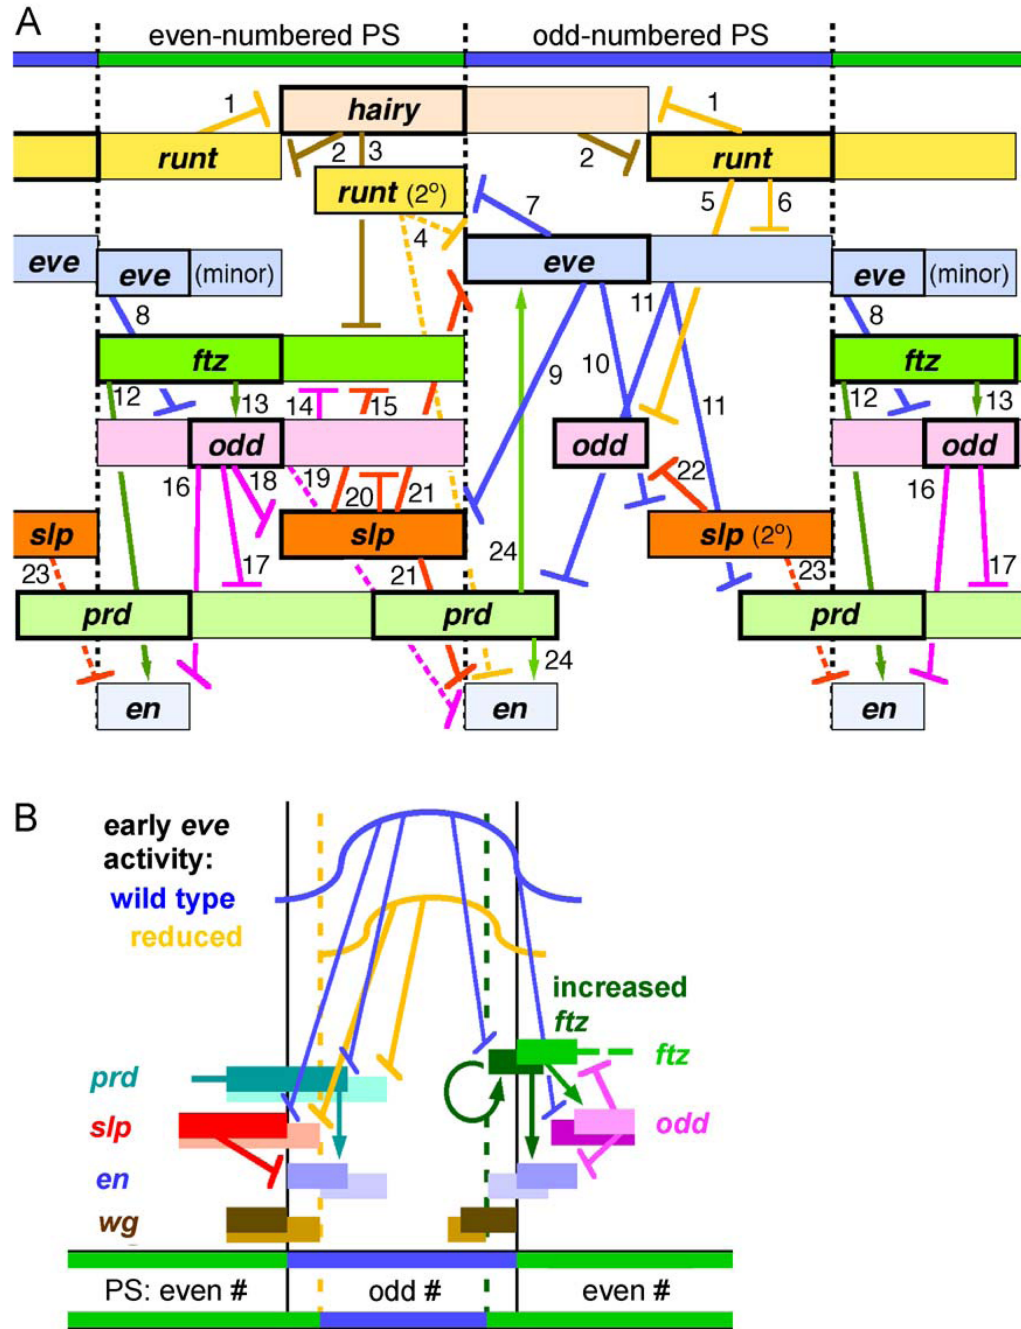 A
even-numbered PS odd-numbered PS
1 hairy 1
runt 2 3 2 runt
runt (2°) 7 5 6
4
eve eve (minor) eve 11 eve (minor)
8 8
ftz 9 10 ftz
12 13 14 15 11 12 13
odd odd odd
16 18 19 20 21 22 16
slp slp 24 slp (2°)
23 17 21 23 17
prd prd prd
24
en en en
B
early eve
activity:
wild type
reduced
increased
ftz
prd ftz
slp odd
en
wg
PS: even # odd # even #